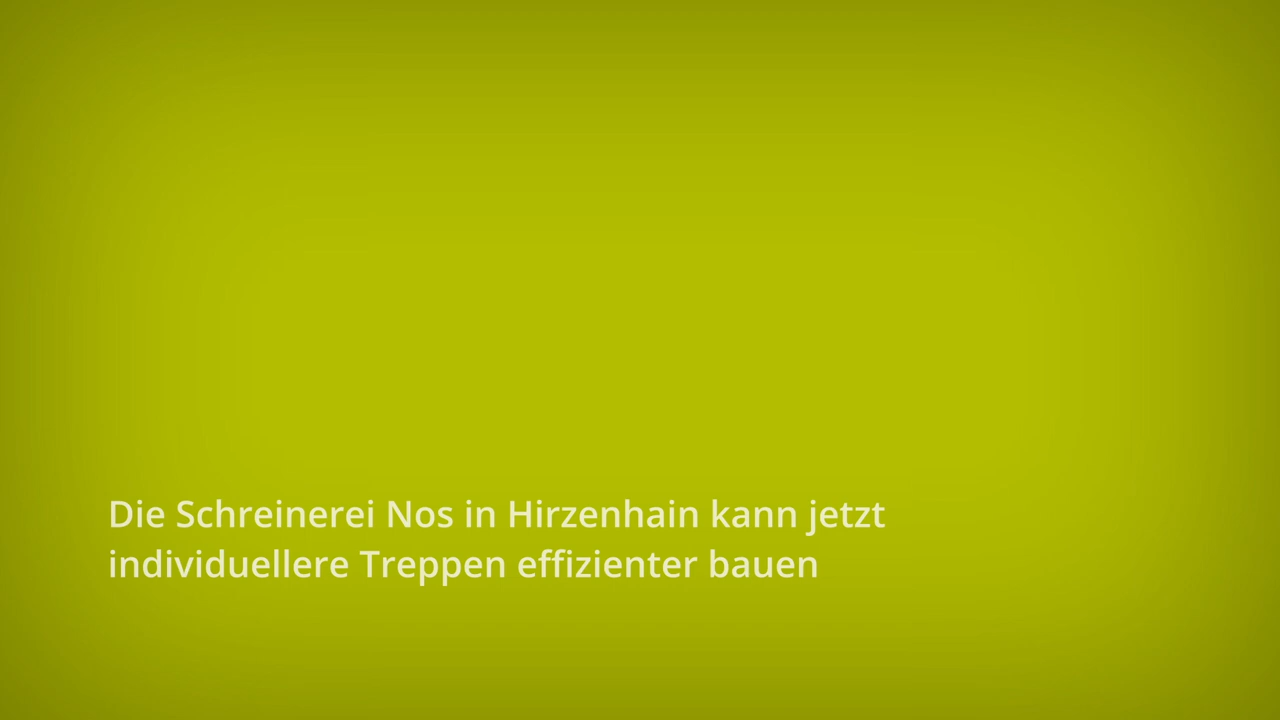 Die Schreinerei Nos in Hirzenhain kann jetzt
individuellere Treppen effizienter bauen